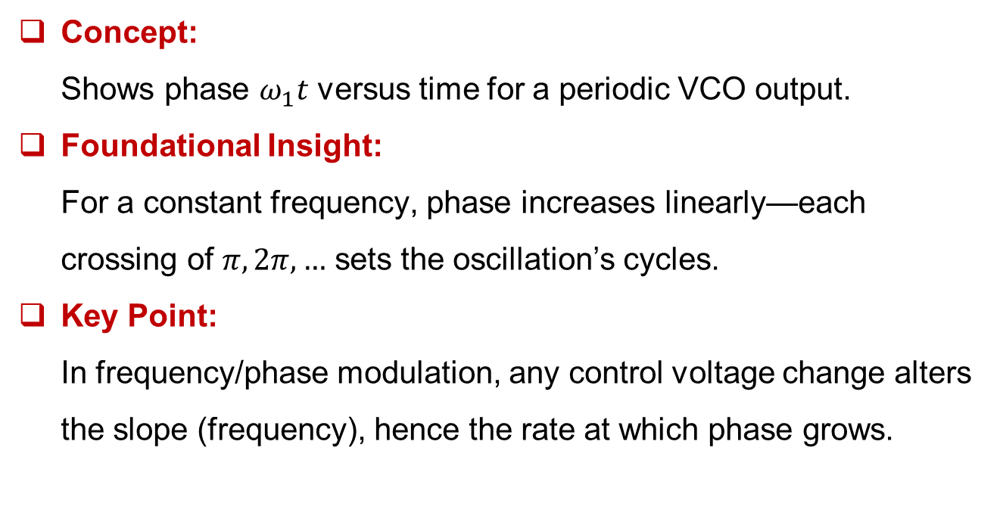 ❑ Concept:
Shows phase ω₁t versus time for a periodic VCO output.
❑ Foundational Insight:
For a constant frequency, phase increases linearly—each
crossing of π, 2π, ... sets the oscillation’s cycles.
❑ Key Point:
In frequency/phase modulation, any control voltage change alters
the slope (frequency), hence the rate at which phase grows.